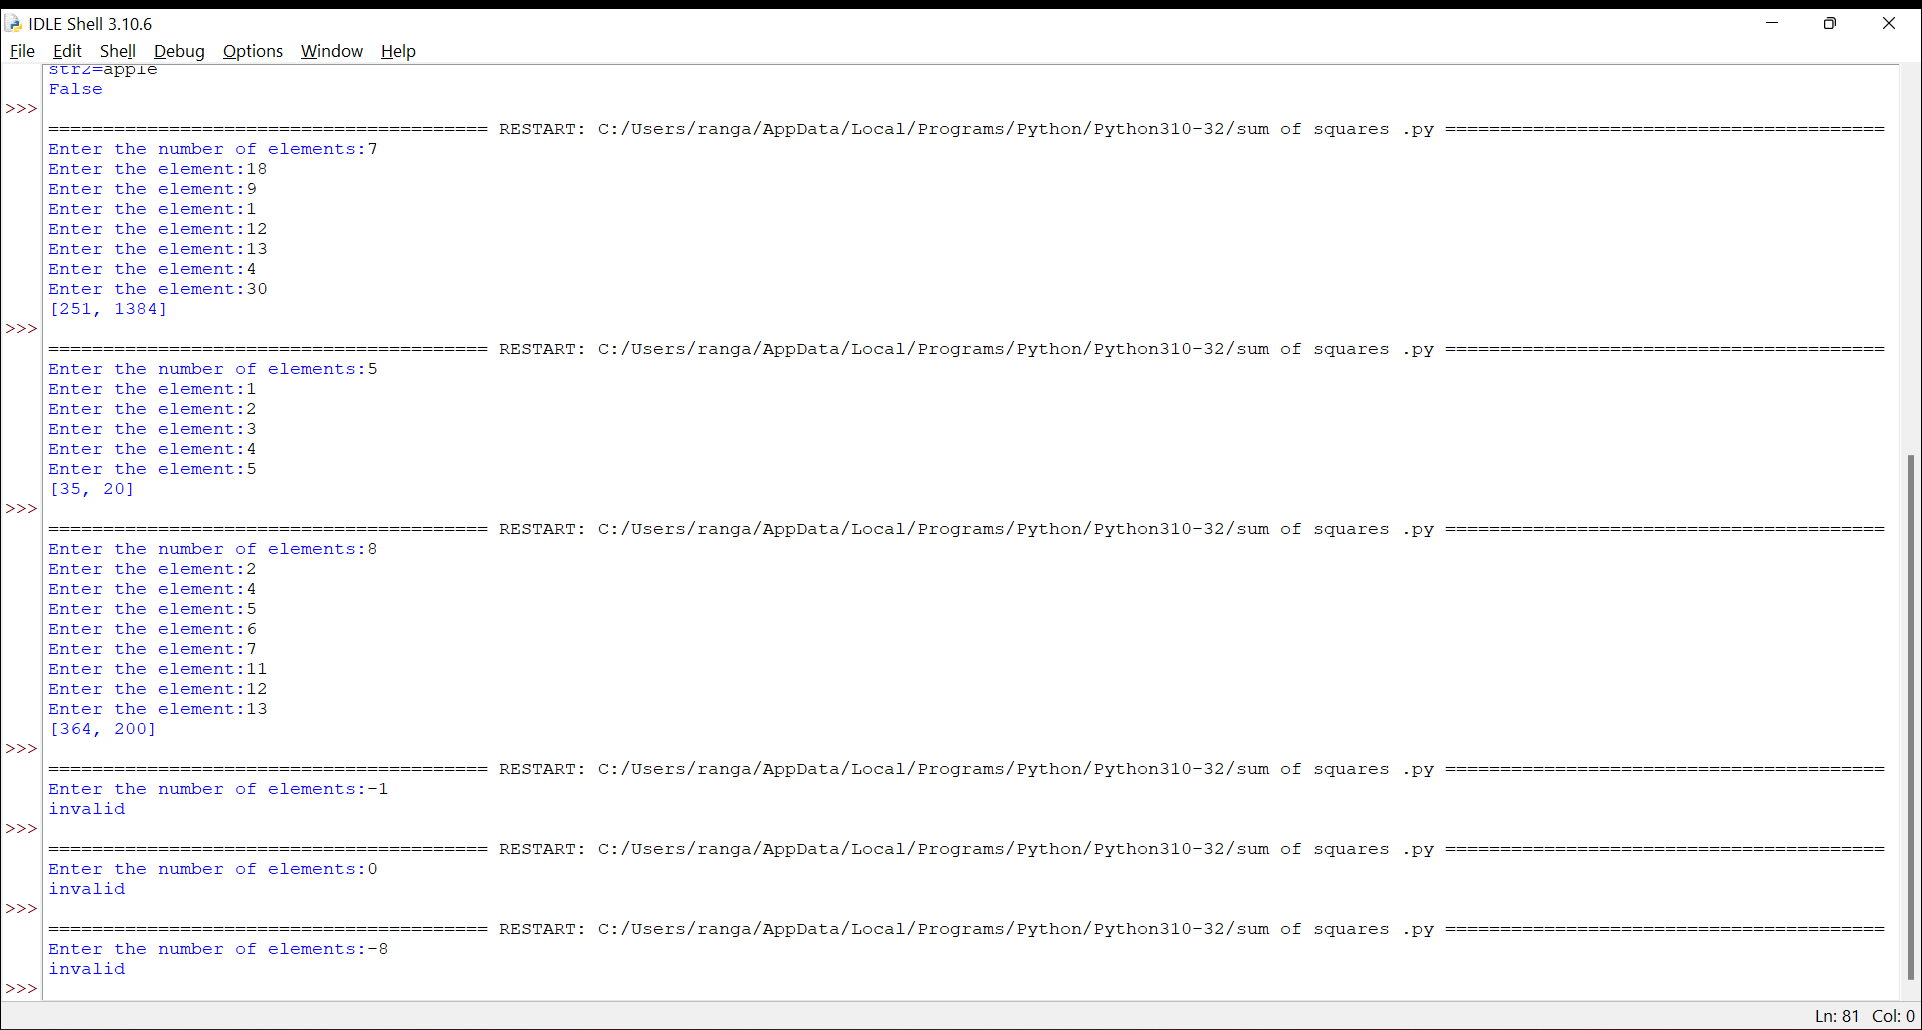 IDLE Shell 3.10.6
File Edit Shell Debug Options Window Help
str2=apple
False
>>>
======================================== RESTART: C:/Users/ranga/AppData/Local/Programs/Python/Python310-32/sum of squares .py ========================================
Enter the number of elements:7
Enter the element:18
Enter the element:9
Enter the element:1
Enter the element:12
Enter the element:13
Enter the element:4
Enter the element:30
[251, 1384]
>>>
======================================== RESTART: C:/Users/ranga/AppData/Local/Programs/Python/Python310-32/sum of squares .py ========================================
Enter the number of elements:5
Enter the element:1
Enter the element:2
Enter the element:3
Enter the element:4
Enter the element:5
[35, 20]
>>>
======================================== RESTART: C:/Users/ranga/AppData/Local/Programs/Python/Python310-32/sum of squares .py ========================================
Enter the number of elements:8
Enter the element:2
Enter the element:4
Enter the element:5
Enter the element:6
Enter the element:7
Enter the element:11
Enter the element:12
Enter the element:13
[364, 200]
>>>
======================================== RESTART: C:/Users/ranga/AppData/Local/Programs/Python/Python310-32/sum of squares .py ========================================
Enter the number of elements:-1
invalid
>>>
======================================== RESTART: C:/Users/ranga/AppData/Local/Programs/Python/Python310-32/sum of squares .py ========================================
Enter the number of elements:0
invalid
>>>
======================================== RESTART: C:/Users/ranga/AppData/Local/Programs/Python/Python310-32/sum of squares .py ========================================
Enter the number of elements:-8
invalid
>>>
Ln: 81 Col: 0